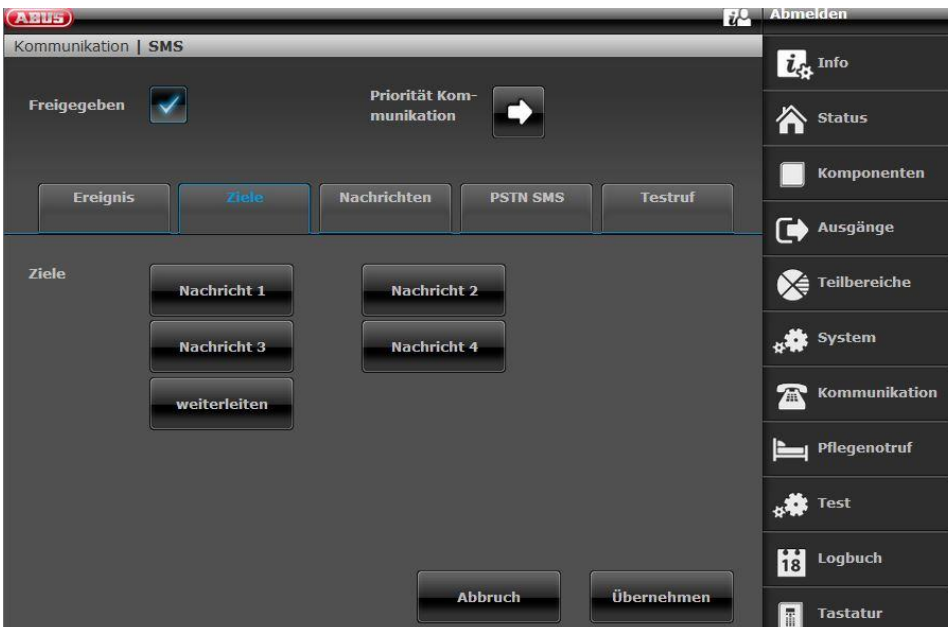 ABUS
Abmelden
Kommunikation | SMS
Freigegeben
Priorität Kom-
munikation
Ereignis
Ziele
Nachrichten
PSTN SMS
Testruf
Ziele
Nachricht 1
Nachricht 2
Nachricht 3
Nachricht 4
weiterleiten
Abbruch
Übernehmen
Info
Status
Komponenten
Ausgänge
Teilbereiche
System
Kommunikation
Pflegenotruf
Test
18
Logbuch
Tastatur